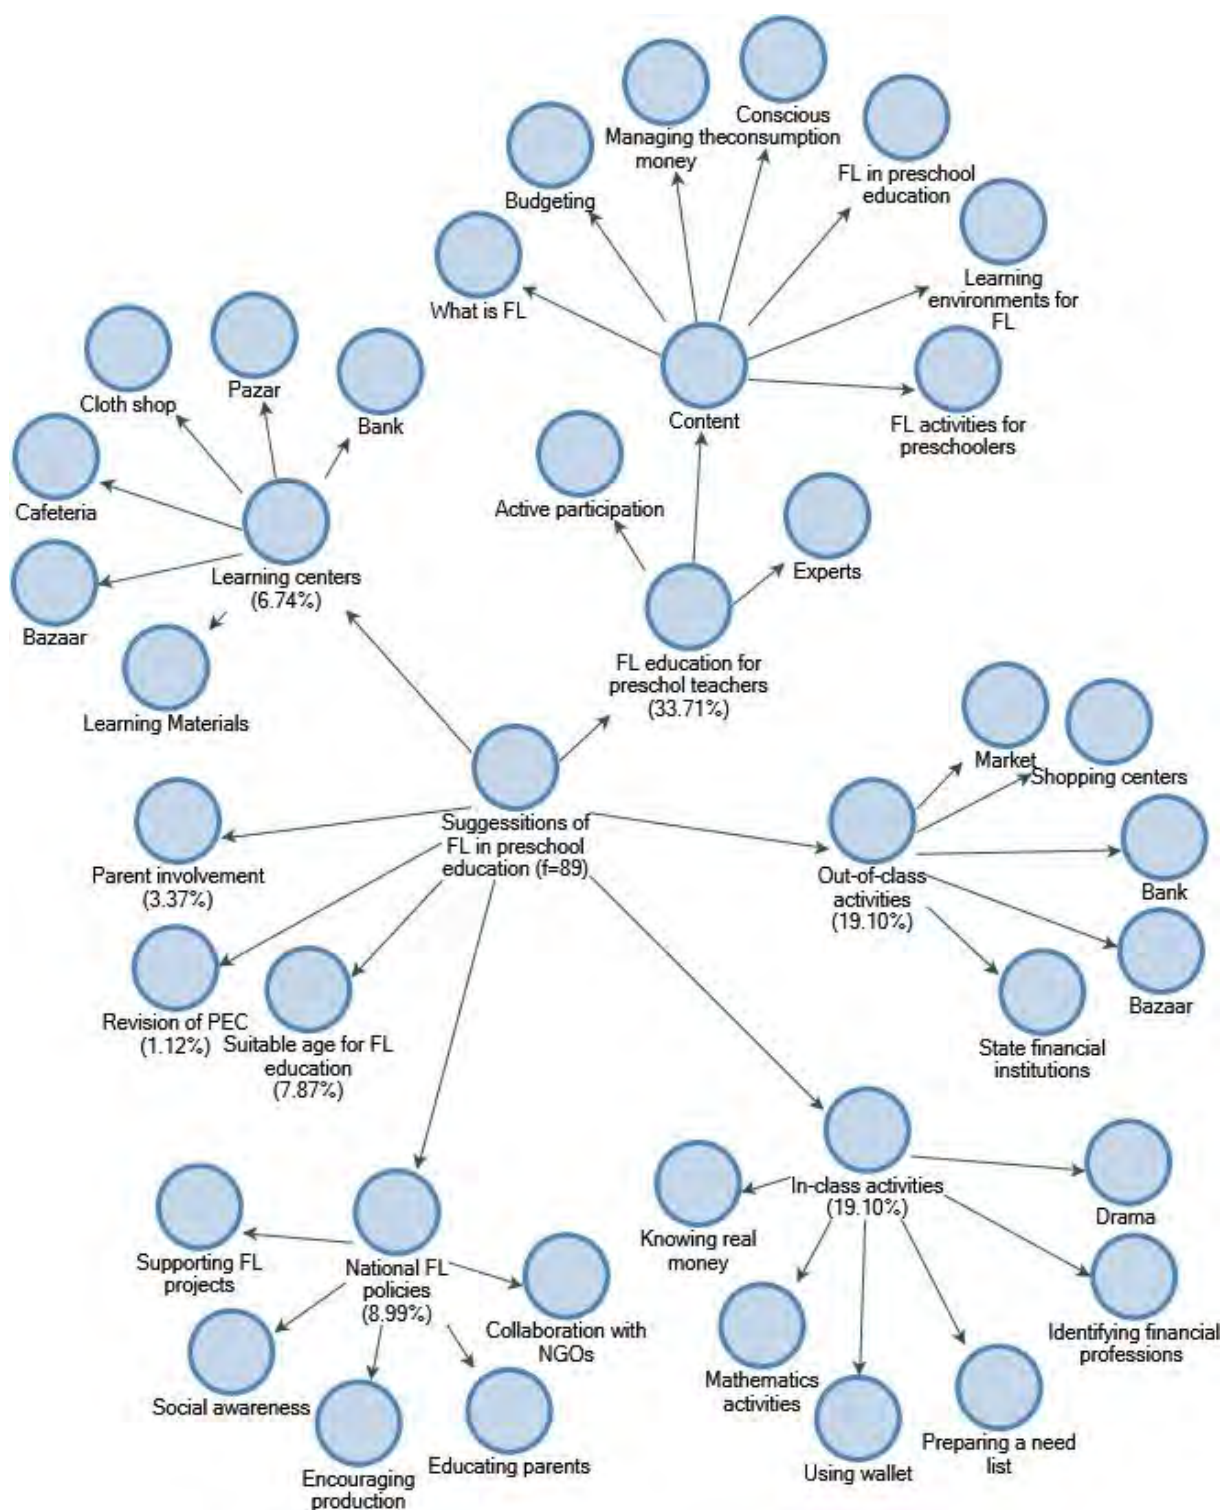 Conscious
consumption
Managing the
money
FL in preschool
education
Budgeting
Learning
environments for
FL
What is FL
Content
FL activities for
preschoolers
Cloth shop
Pazar
Bank
Cafeteria
Learning centers
(6.74%)
Bazaar
Learning Materials
Active participation
Experts
FL education for
preschol teachers
(33.71%)
Market
Shopping centers
Suggessitions of
FL in preschool
education (f=89)
Out-of-class
activities
(19.10%)
Bank
Bazaar
State financial
institutions
Parent involvement
(3.37%)
Revision of PEC
(1.12%)
Suitable age for FL
education
(7.87%)
In-class activities
(19.10%)
Drama
Knowing real
money
Identifying financial
professions
Mathematics
activities
Using wallet
Preparing a need
list
National FL
policies
(8.99%)
Supporting FL
projects
Collaboration with
NGOs
Social awareness
Encouraging
production
Educating parents